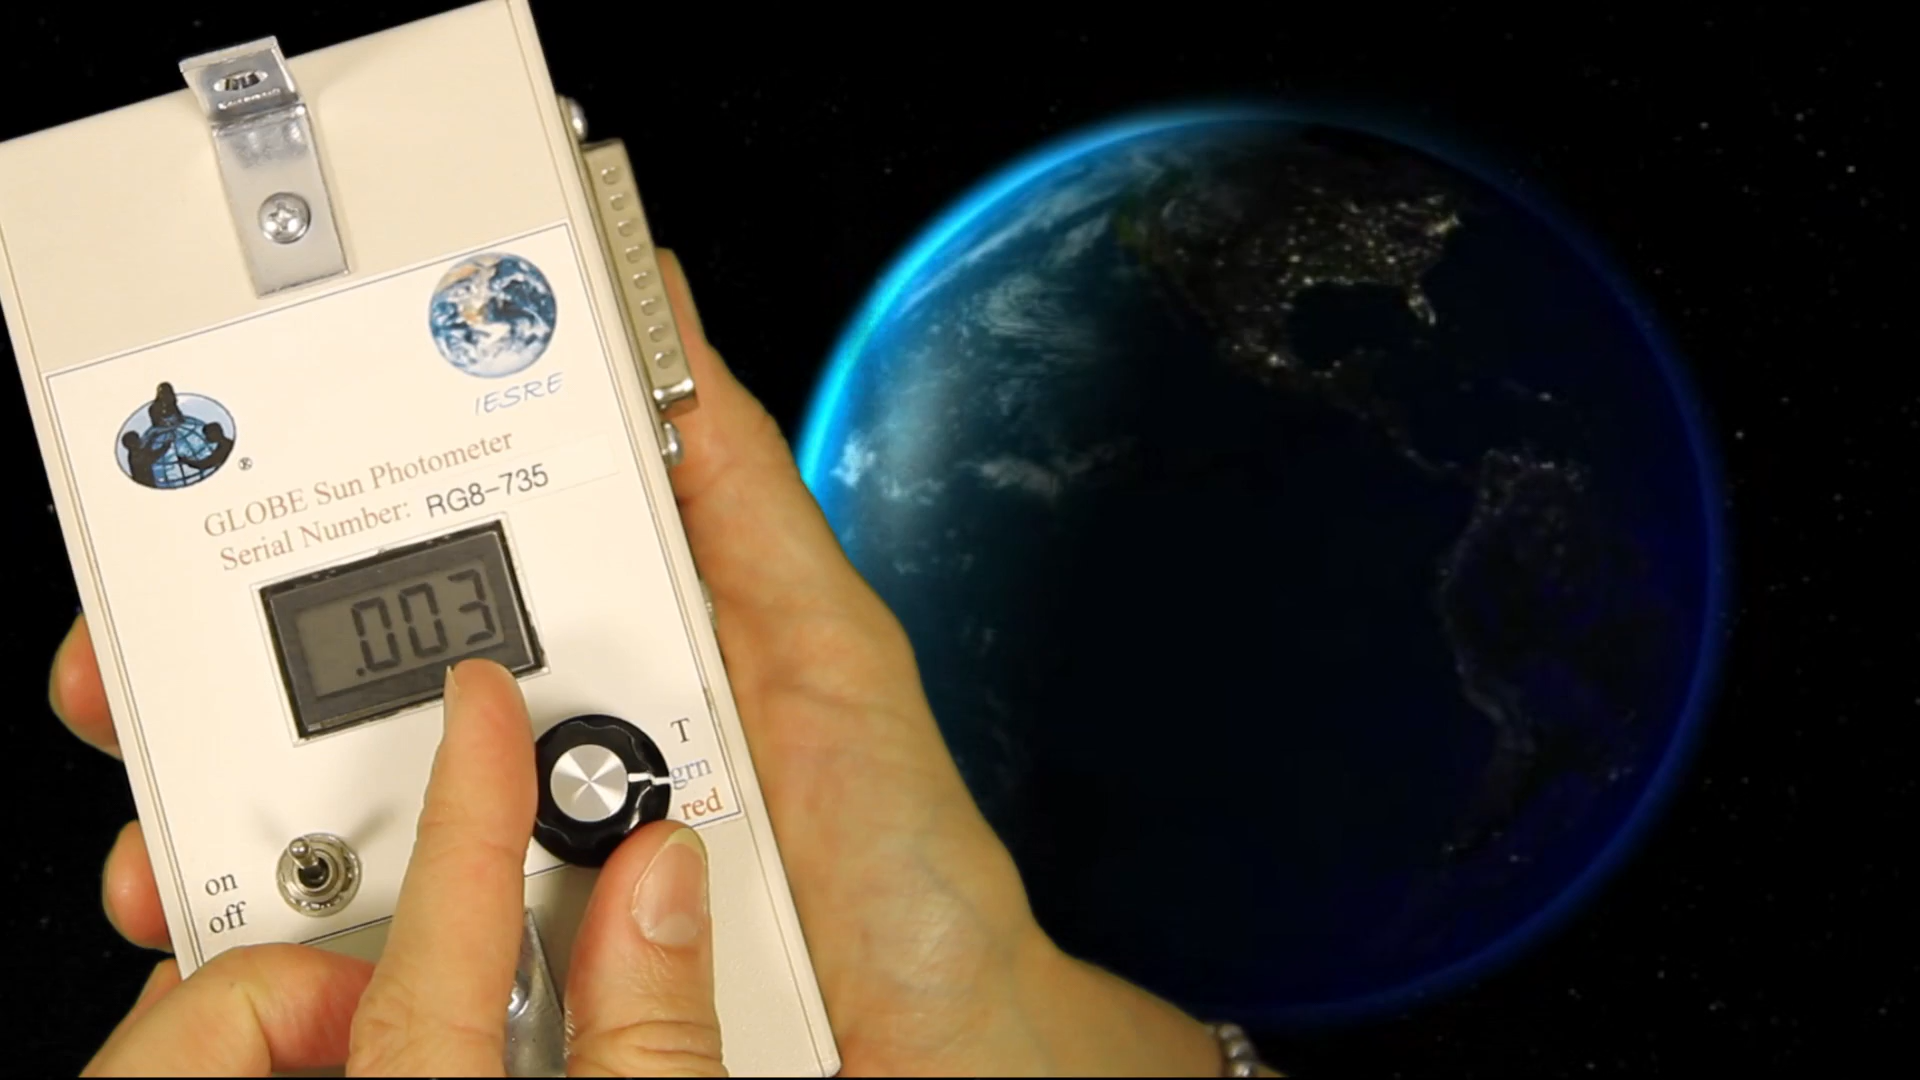 IESRE
®
GLOBE Sun Photometer
Serial Number: RG8-735
.003
T
grn
red
on
off